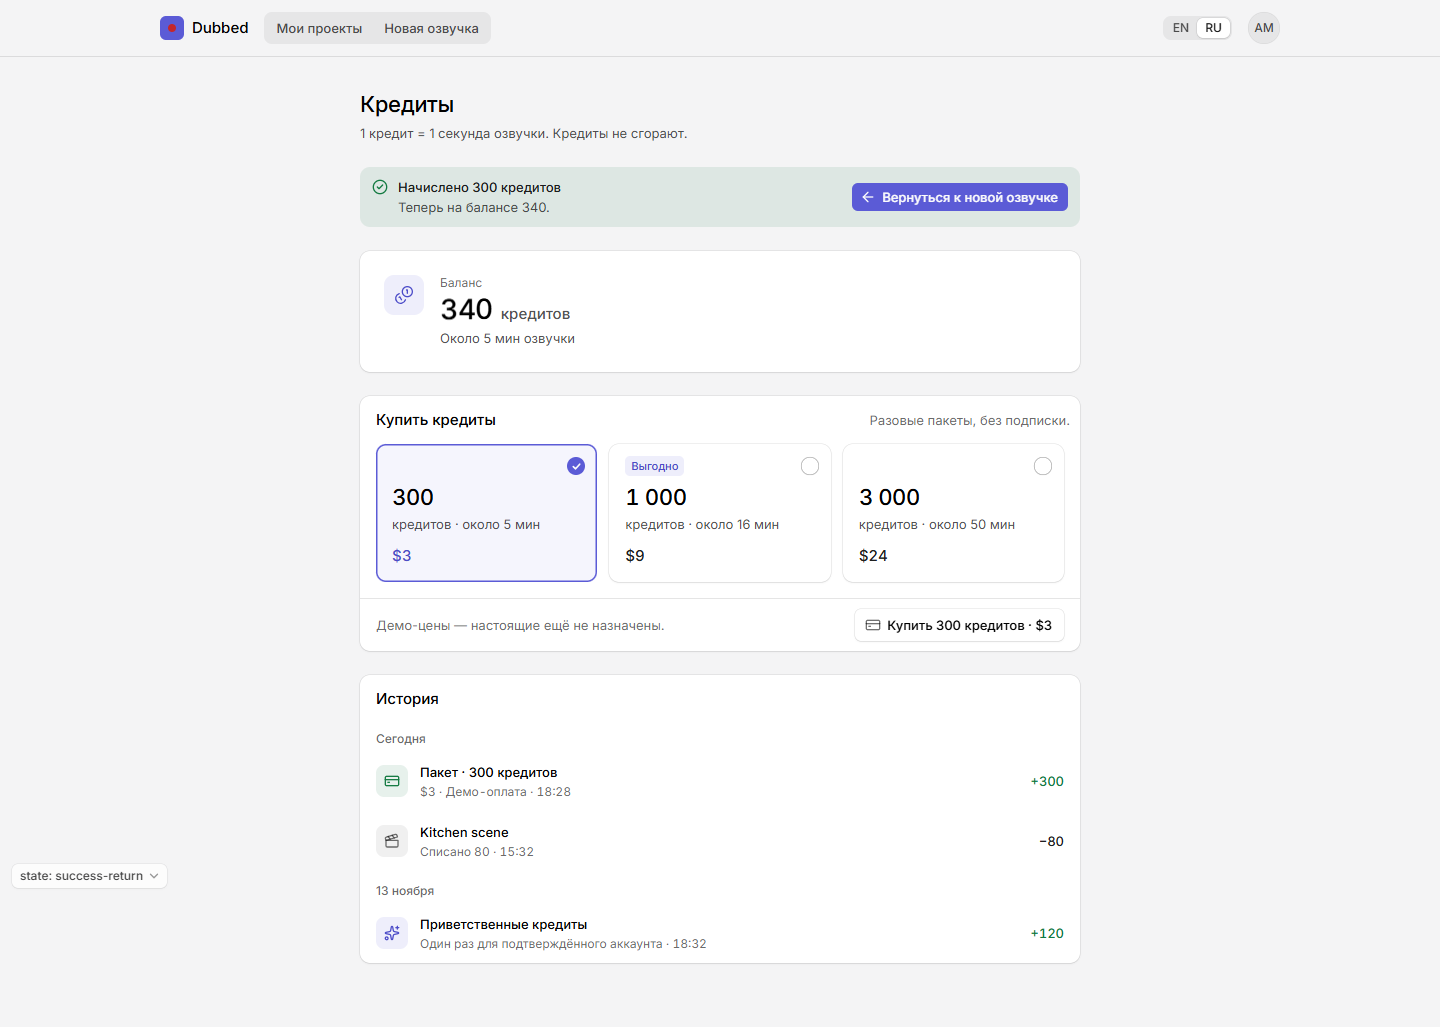 Dubbed
Мои проекты
Новая озвучка
EN
RU
AM
Кредиты
1 кредит = 1 секунда озвучки. Кредиты не сгорают.
Начислено 300 кредитов
Теперь на балансе 340.
Вернуться к новой озвучке
Баланс
340 кредитов
Около 5 мин озвучки
Купить кредиты
Разовые пакеты, без подписки.
300
кредитов · около 5 мин
$3
Выгодно
1 000
кредитов · около 16 мин
$9
3 000
кредитов · около 50 мин
$24
Демо-цены — настоящие ещё не назначены.
Купить 300 кредитов · $3
История
Сегодня
Пакет · 300 кредитов
$3 · Демо-оплата · 18:28
+300
Kitchen scene
Списано 80 · 15:32
−80
13 ноября
Приветственные кредиты
Один раз для подтверждённого аккаунта · 18:32
+120
state: success-return